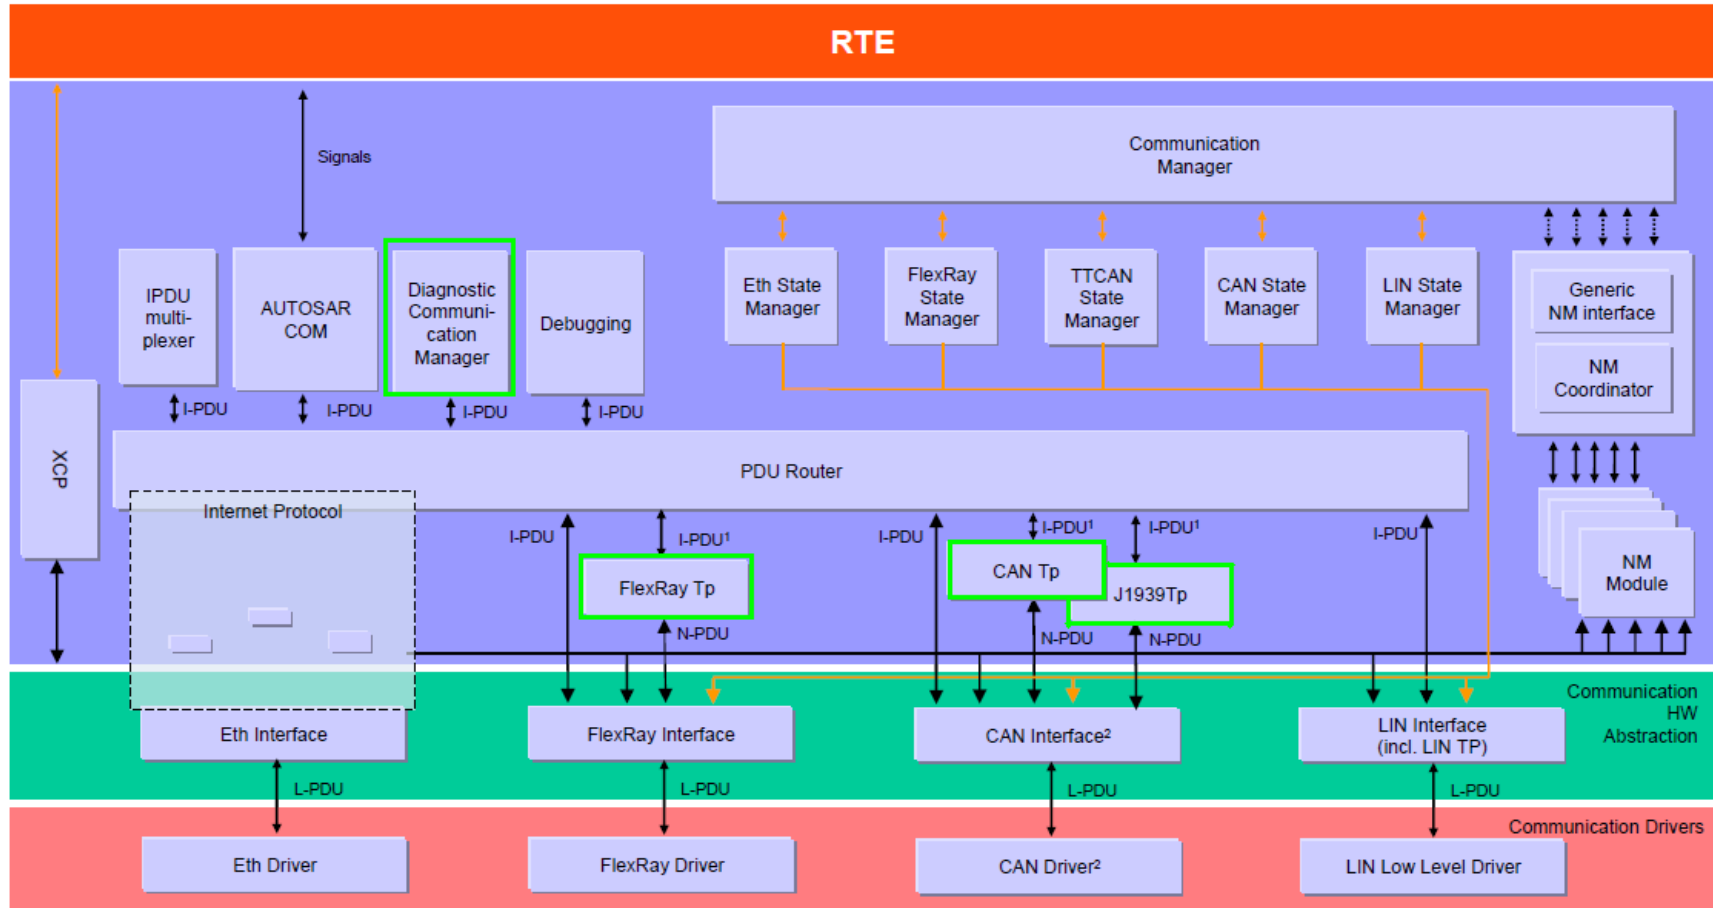 RTE
Signals
Communication
Manager
IPDU
multi-
plexer
AUTOSAR
COM
Diagnostic
Communi-
cation
Manager
Debugging
Eth State
Manager
FlexRay
State
Manager
TTCAN
State
Manager
CAN State
Manager
LIN State
Manager
Generic
NM interface
NM
Coordinator
I-PDU
I-PDU
I-PDU
I-PDU
XCP
PDU Router
Internet Protocol
I-PDU
I-PDU¹
I-PDU
I-PDU¹
I-PDU¹
I-PDU
FlexRay Tp
CAN Tp
J1939Tp
NM
Module
N-PDU
N-PDU
N-PDU
Communication
HW
Abstraction
Eth Interface
FlexRay Interface
CAN Interface²
LIN Interface
(incl. LIN TP)
L-PDU
L-PDU
L-PDU
L-PDU
Communication Drivers
Eth Driver
FlexRay Driver
CAN Driver²
LIN Low Level Driver